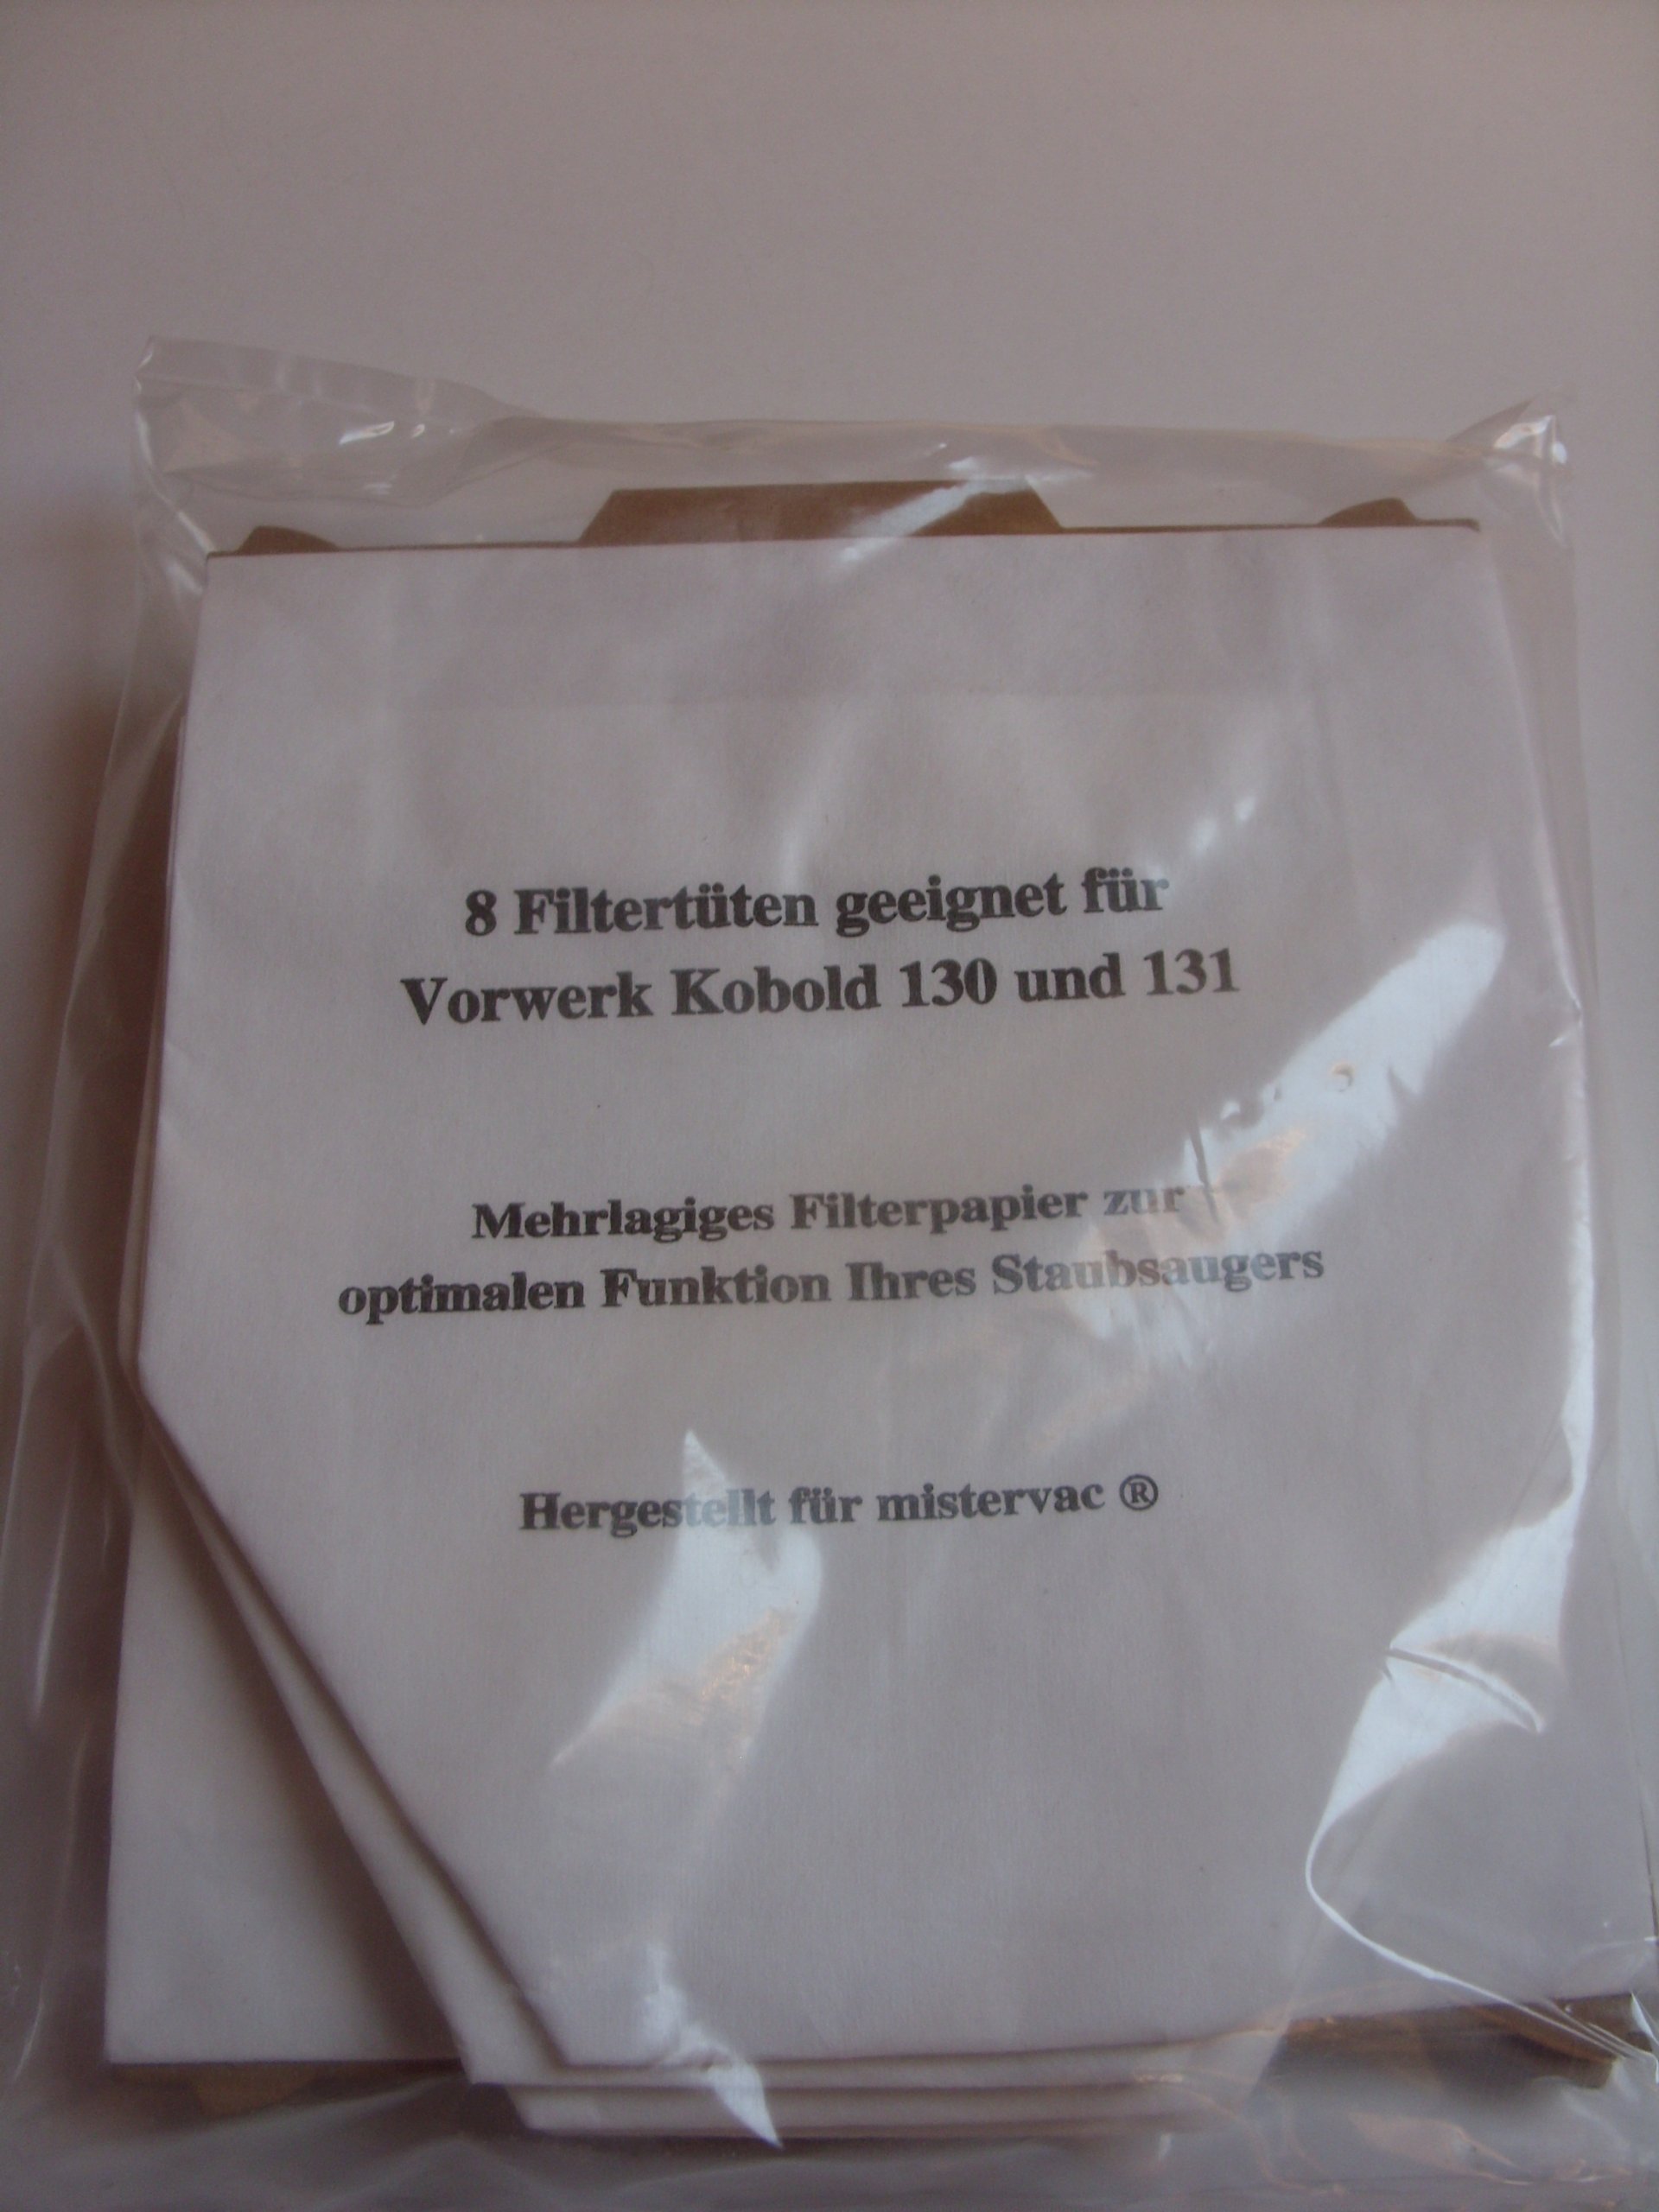 8 Filtertüten geeignet für
Vorwerk Kobold 130 und 131
Mehrlagiges Filterpapier zur
optimalen Funktion Ihres Staubsaugers
Hergestellt für mistervac ®